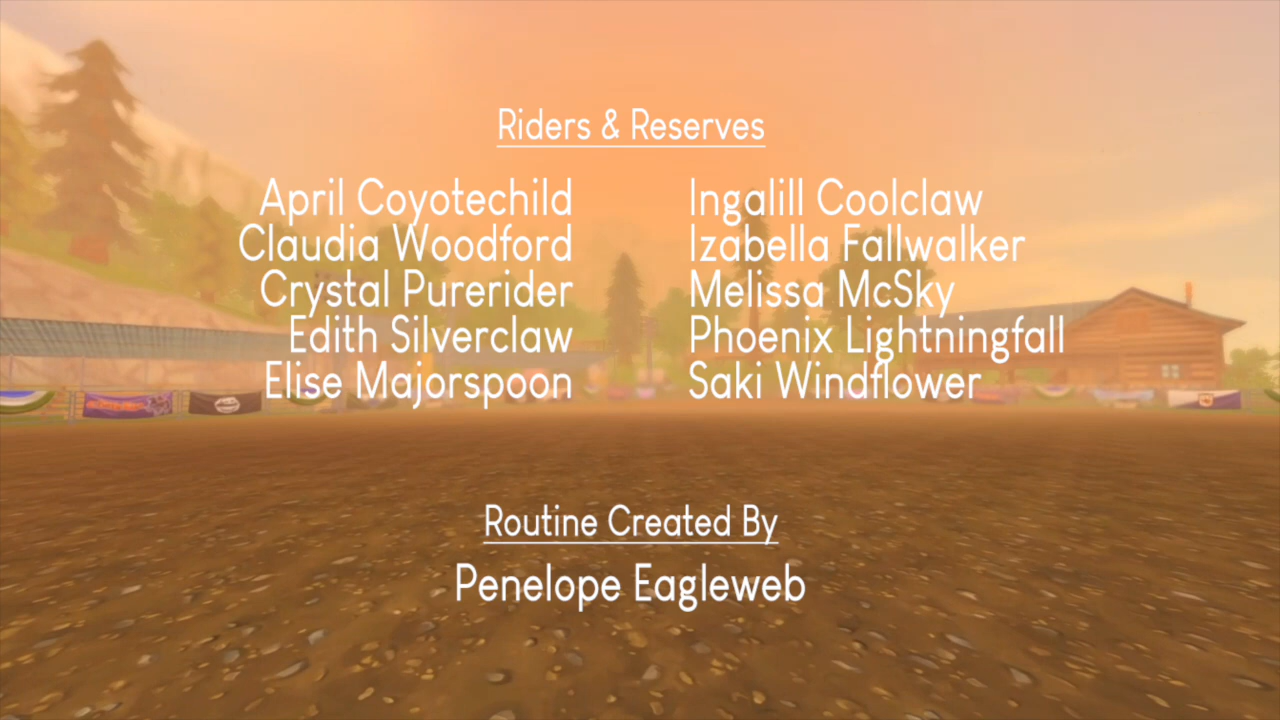 Riders & Reserves
April Coyotechild
Claudia Woodford
Crystal Purerider
Edith Silverclaw
Elise Majorspoon
Ingalill Coolclaw
Izabella Fallwalker
Melissa McSky
Phoenix Lightningfall
Saki Windflower
Routine Created By
Penelope Eagleweb